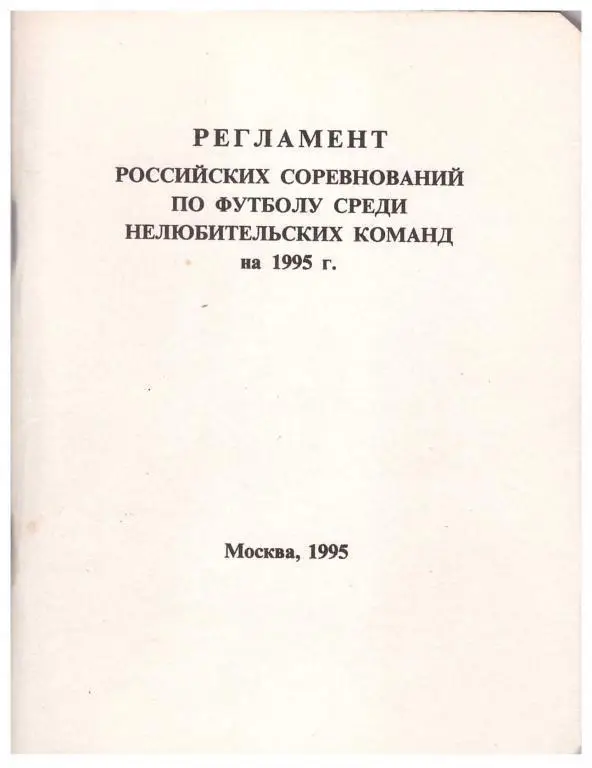 РЕГЛАМЕНТ
РОССИЙСКИХ СОРЕВНОВАНИЙ
ПО ФУТБОЛУ СРЕДИ
НЕЛЮБИТЕЛЬСКИХ КОМАНД
на 1995 г.
Москва, 1995